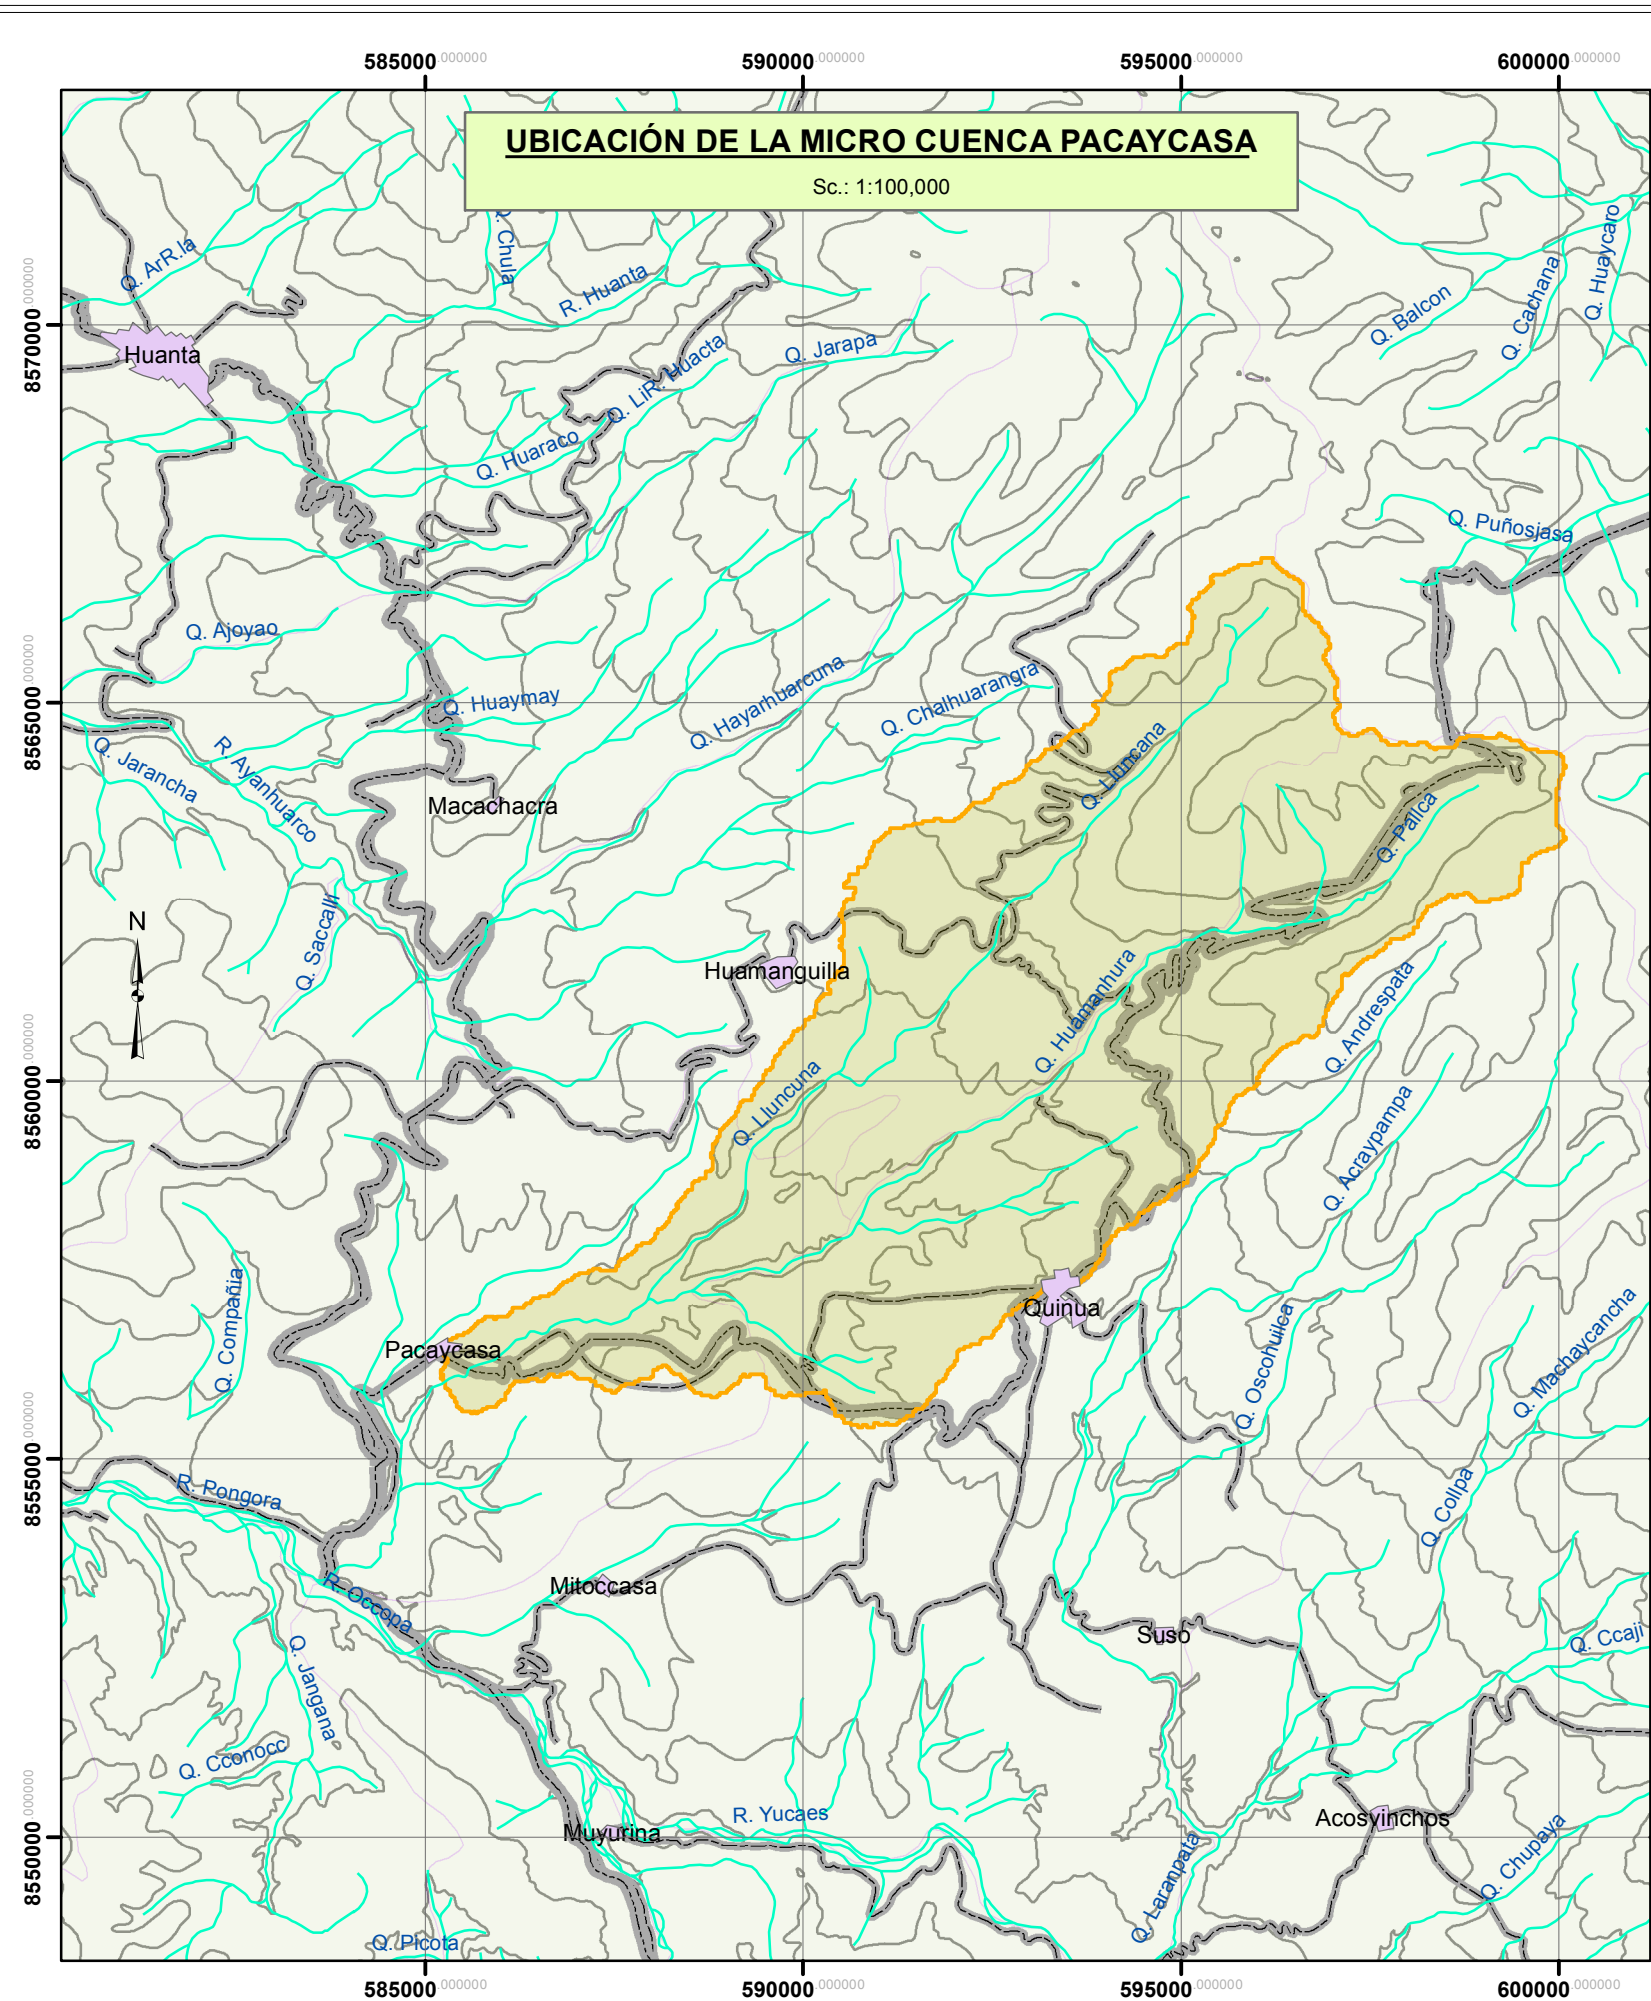 585000.000000 590000.000000 595000.000000 600000.000000
UBICACIÓN DE LA MICRO CUENCA PACAYCASA
Sc.: 1:100,000
Q. ArR.la
Q. Chula
R. Huanta
Q. Balcon
Q. Cachana
Q. Huaycaro
8570000.000000
Huanta
Q. LiR. Huacta
Q. Jarapa
Q. Huaraco
Q. Puñosjasa
Q. Ajoyao
8565000.000000
Q. Huaymay
Q. Hayarhuarcuna
Q. Chalhuarangra
Q. Jarancha
R. Ayanhuarco
Q. Lluncana
Macachacra
Q. Pallca
Q. Saccalli
N
Huamanguilla
Q. Huamanhura
Q. Andrespata
8560000.000000
Q. Lluncuna
Q. Acraypampa
Q. Compañia
Quinua
Pacaycasa
Q. Oscohuilca
Q. Machaycancha
8555000.000000
R. Pongora
Q. Collpa
R. Occopa
Mitoccasa
Suso
Q. Ccaji
Q. Jangana
Q. Cconocc
8550000.000000
Muyurina
R. Yucaes
Acosvinchos
Q. Laranpata
Q. Chupaya
Q. Picota
585000.000000 590000.000000 595000.000000 600000.000000